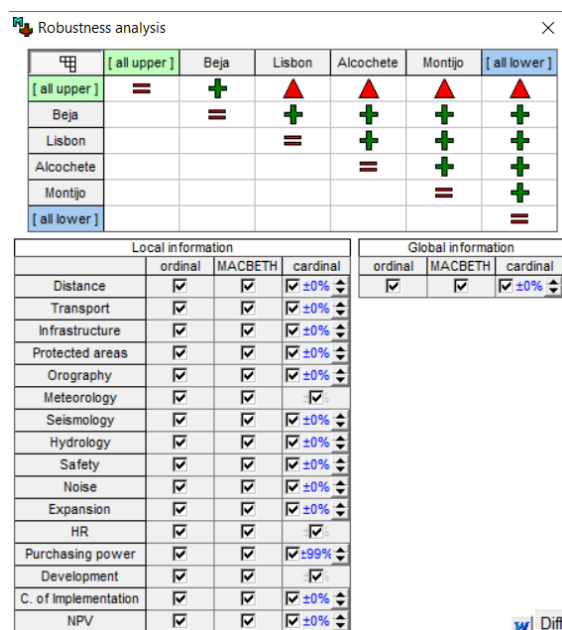 Robustness analysis
[ all upper ] Beja Lisbon Alcochete Montijo [ all lower ]
[ all upper ]
Beja
Lisbon
Alcochete
Montijo
[ all lower ]
Local information Global information
ordinal MACBETH cardinal ordinal MACBETH cardinal
Distance ±0% ±0%
Transport ±0%
Infrastructure ±0%
Protected areas ±0%
Orography ±0%
Meteorology
Seismology ±0%
Hydrology ±0%
Safety ±0%
Noise ±0%
Expansion ±0%
HR
Purchasing power ±99%
Development
C. of Implementation ±0%
NPV ±0%
Diff